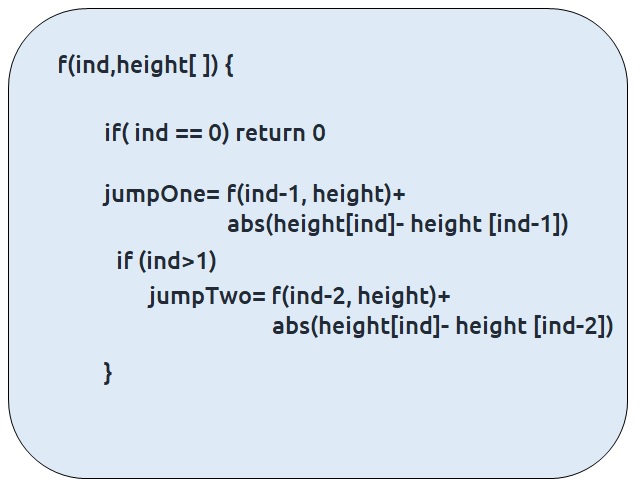 f(ind,height[ ]) {
if( ind == 0) return 0
jumpOne= f(ind-1, height)+
abs(height[ind]- height [ind-1])
if (ind>1)
jumpTwo= f(ind-2, height)+
abs(height[ind]- height [ind-2])
}